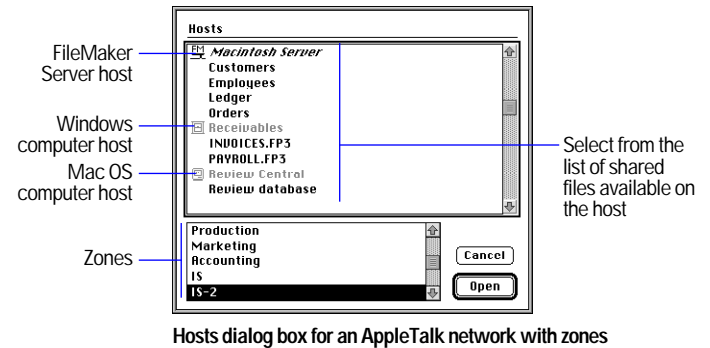 Hosts
FileMaker
Server host
FM
Macintosh Server
Customers
Employees
Ledger
Orders
Windows
computer host
Receivables
INVOICES.FP3
PAYROLL.FP3
Mac OS
computer host
Review Central
Review database
Select from the
list of shared
files available on
the host
Zones
Production
Marketing
Accounting
IS
IS-2
Cancel
Open
Hosts dialog box for an AppleTalk network with zones